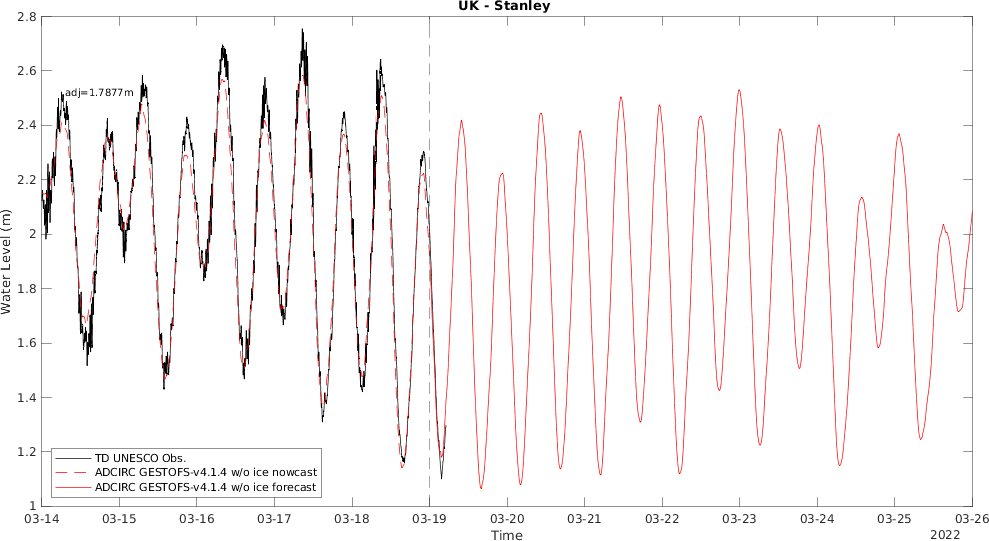 UK - Stanley
2.8
2.6
adj=1.7877m
2.4
2.2
2
1.8
1.6
1.4
1.2
1
Water Level (m)
TD UNESCO Obs.
ADCIRC GESTOFS-v4.1.4 w/o ice nowcast
ADCIRC GESTOFS-v4.1.4 w/o ice forecast
03-14 03-15 03-16 03-17 03-18 03-19 03-20 03-21 03-22 03-23 03-24 03-25 03-26
Time
2022